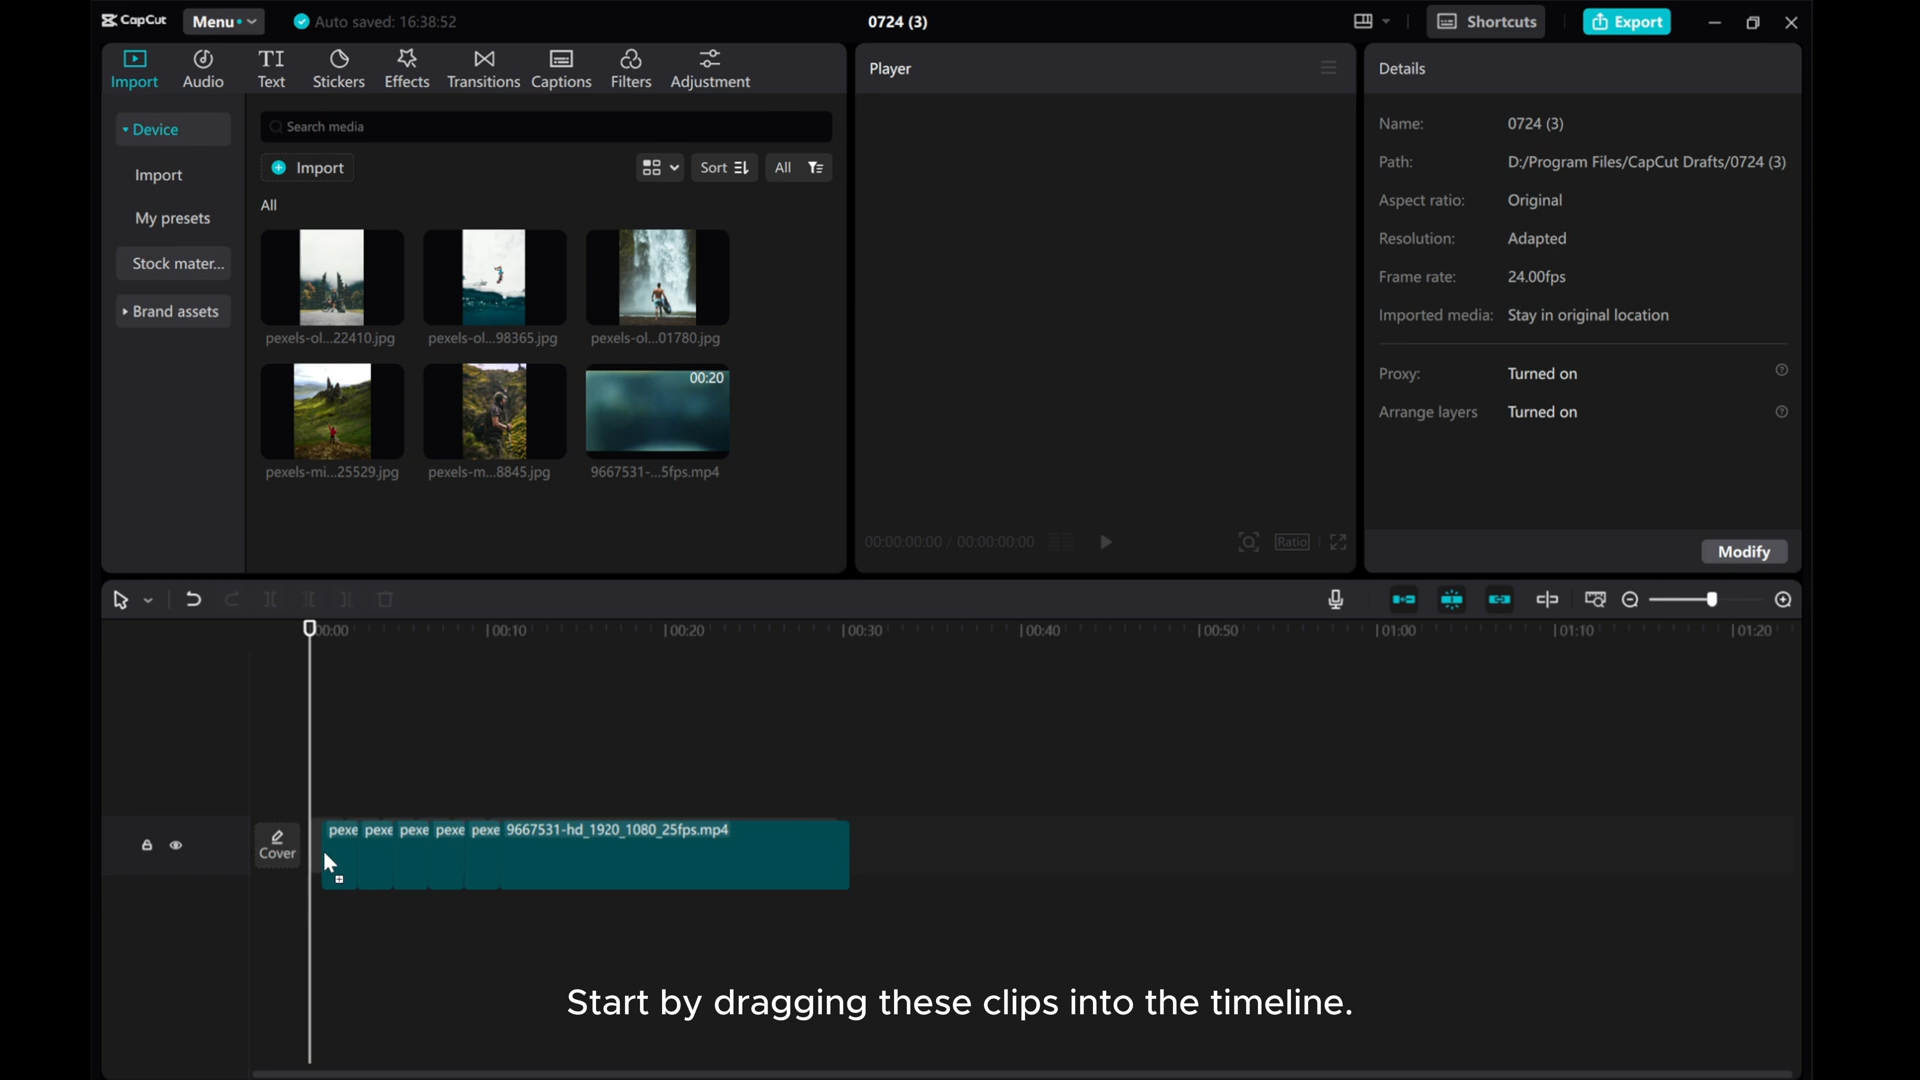 CapCut
Menu
Auto saved: 16:38:52
0724 (3)
Shortcuts
Export
Import
Audio
TI
Text
Stickers
Effects
Transitions
Captions
Filters
Adjustment
Device
Import
My presets
Stock mater...
Brand assets
Search media
Import
Sort
All
All
pexels-ol...22410.jpg
pexels-ol...98365.jpg
pexels-ol...01780.jpg
00:20
pexels-mi...25529.jpg
pexels-m...8845.jpg
9667531-...5fps.mp4
Player
00:00:00:00 / 00:00:00:00
Ratio
Details
Name: 0724 (3)
Path: D:/Program Files/CapCut Drafts/0724 (3)
Aspect ratio: Original
Resolution: Adapted
Frame rate: 24.00fps
Imported media: Stay in original location
Proxy: Turned on
Arrange layers Turned on
Modify
00:00 00:10 00:20 00:30 00:40 00:50 01:00 01:10 01:20
Cover
pexe pexe pexe pexe pexe 9667531-hd_1920_1080_25fps.mp4
Start by dragging these clips into the timeline.